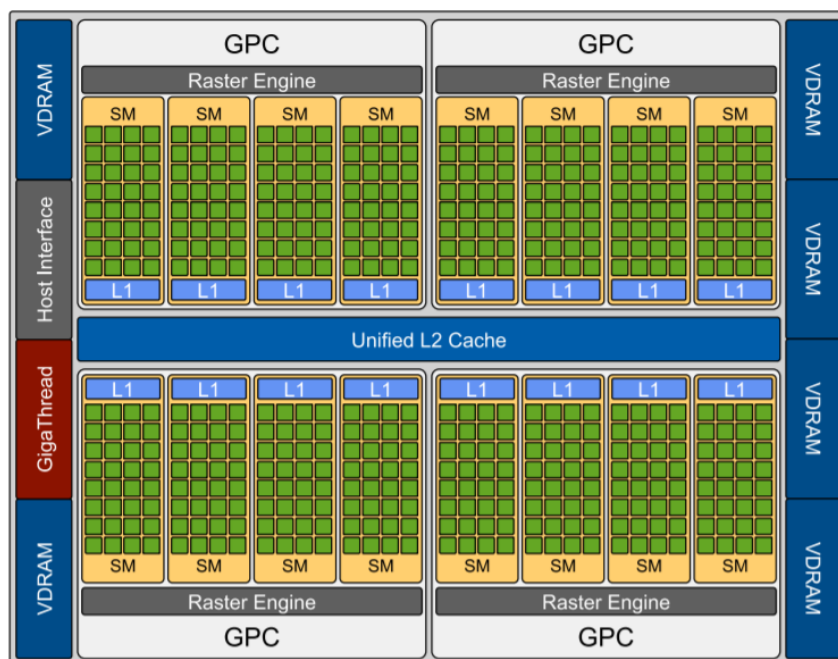 VDRAM
Host Interface
GigaThread
VDRAM
GPC
Raster Engine
SM SM SM SM
L1 L1 L1 L1
GPC
Raster Engine
SM SM SM SM
L1 L1 L1 L1
Unified L2 Cache
L1 L1 L1 L1
SM SM SM SM
Raster Engine
GPC
L1 L1 L1 L1
SM SM SM SM
Raster Engine
GPC
VDRAM
VDRAM
VDRAM
VDRAM